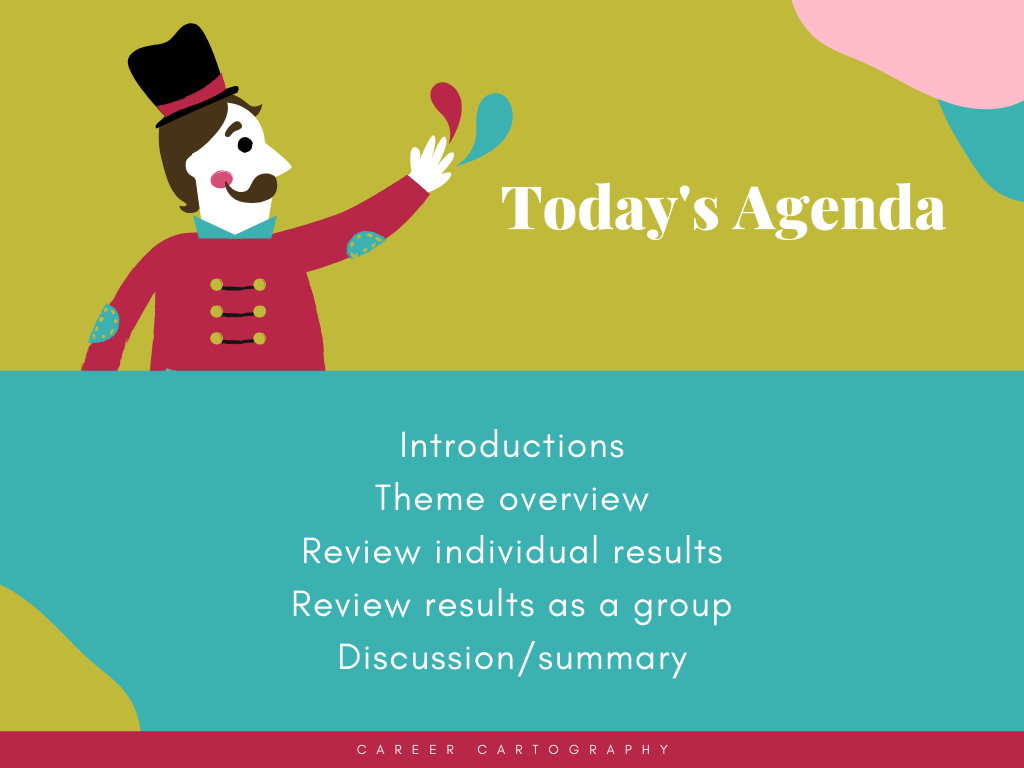 Today's Agenda
Introductions
Theme overview
Review individual results
Review results as a group
Discussion/summary
CAREER CARTOGRAPHY